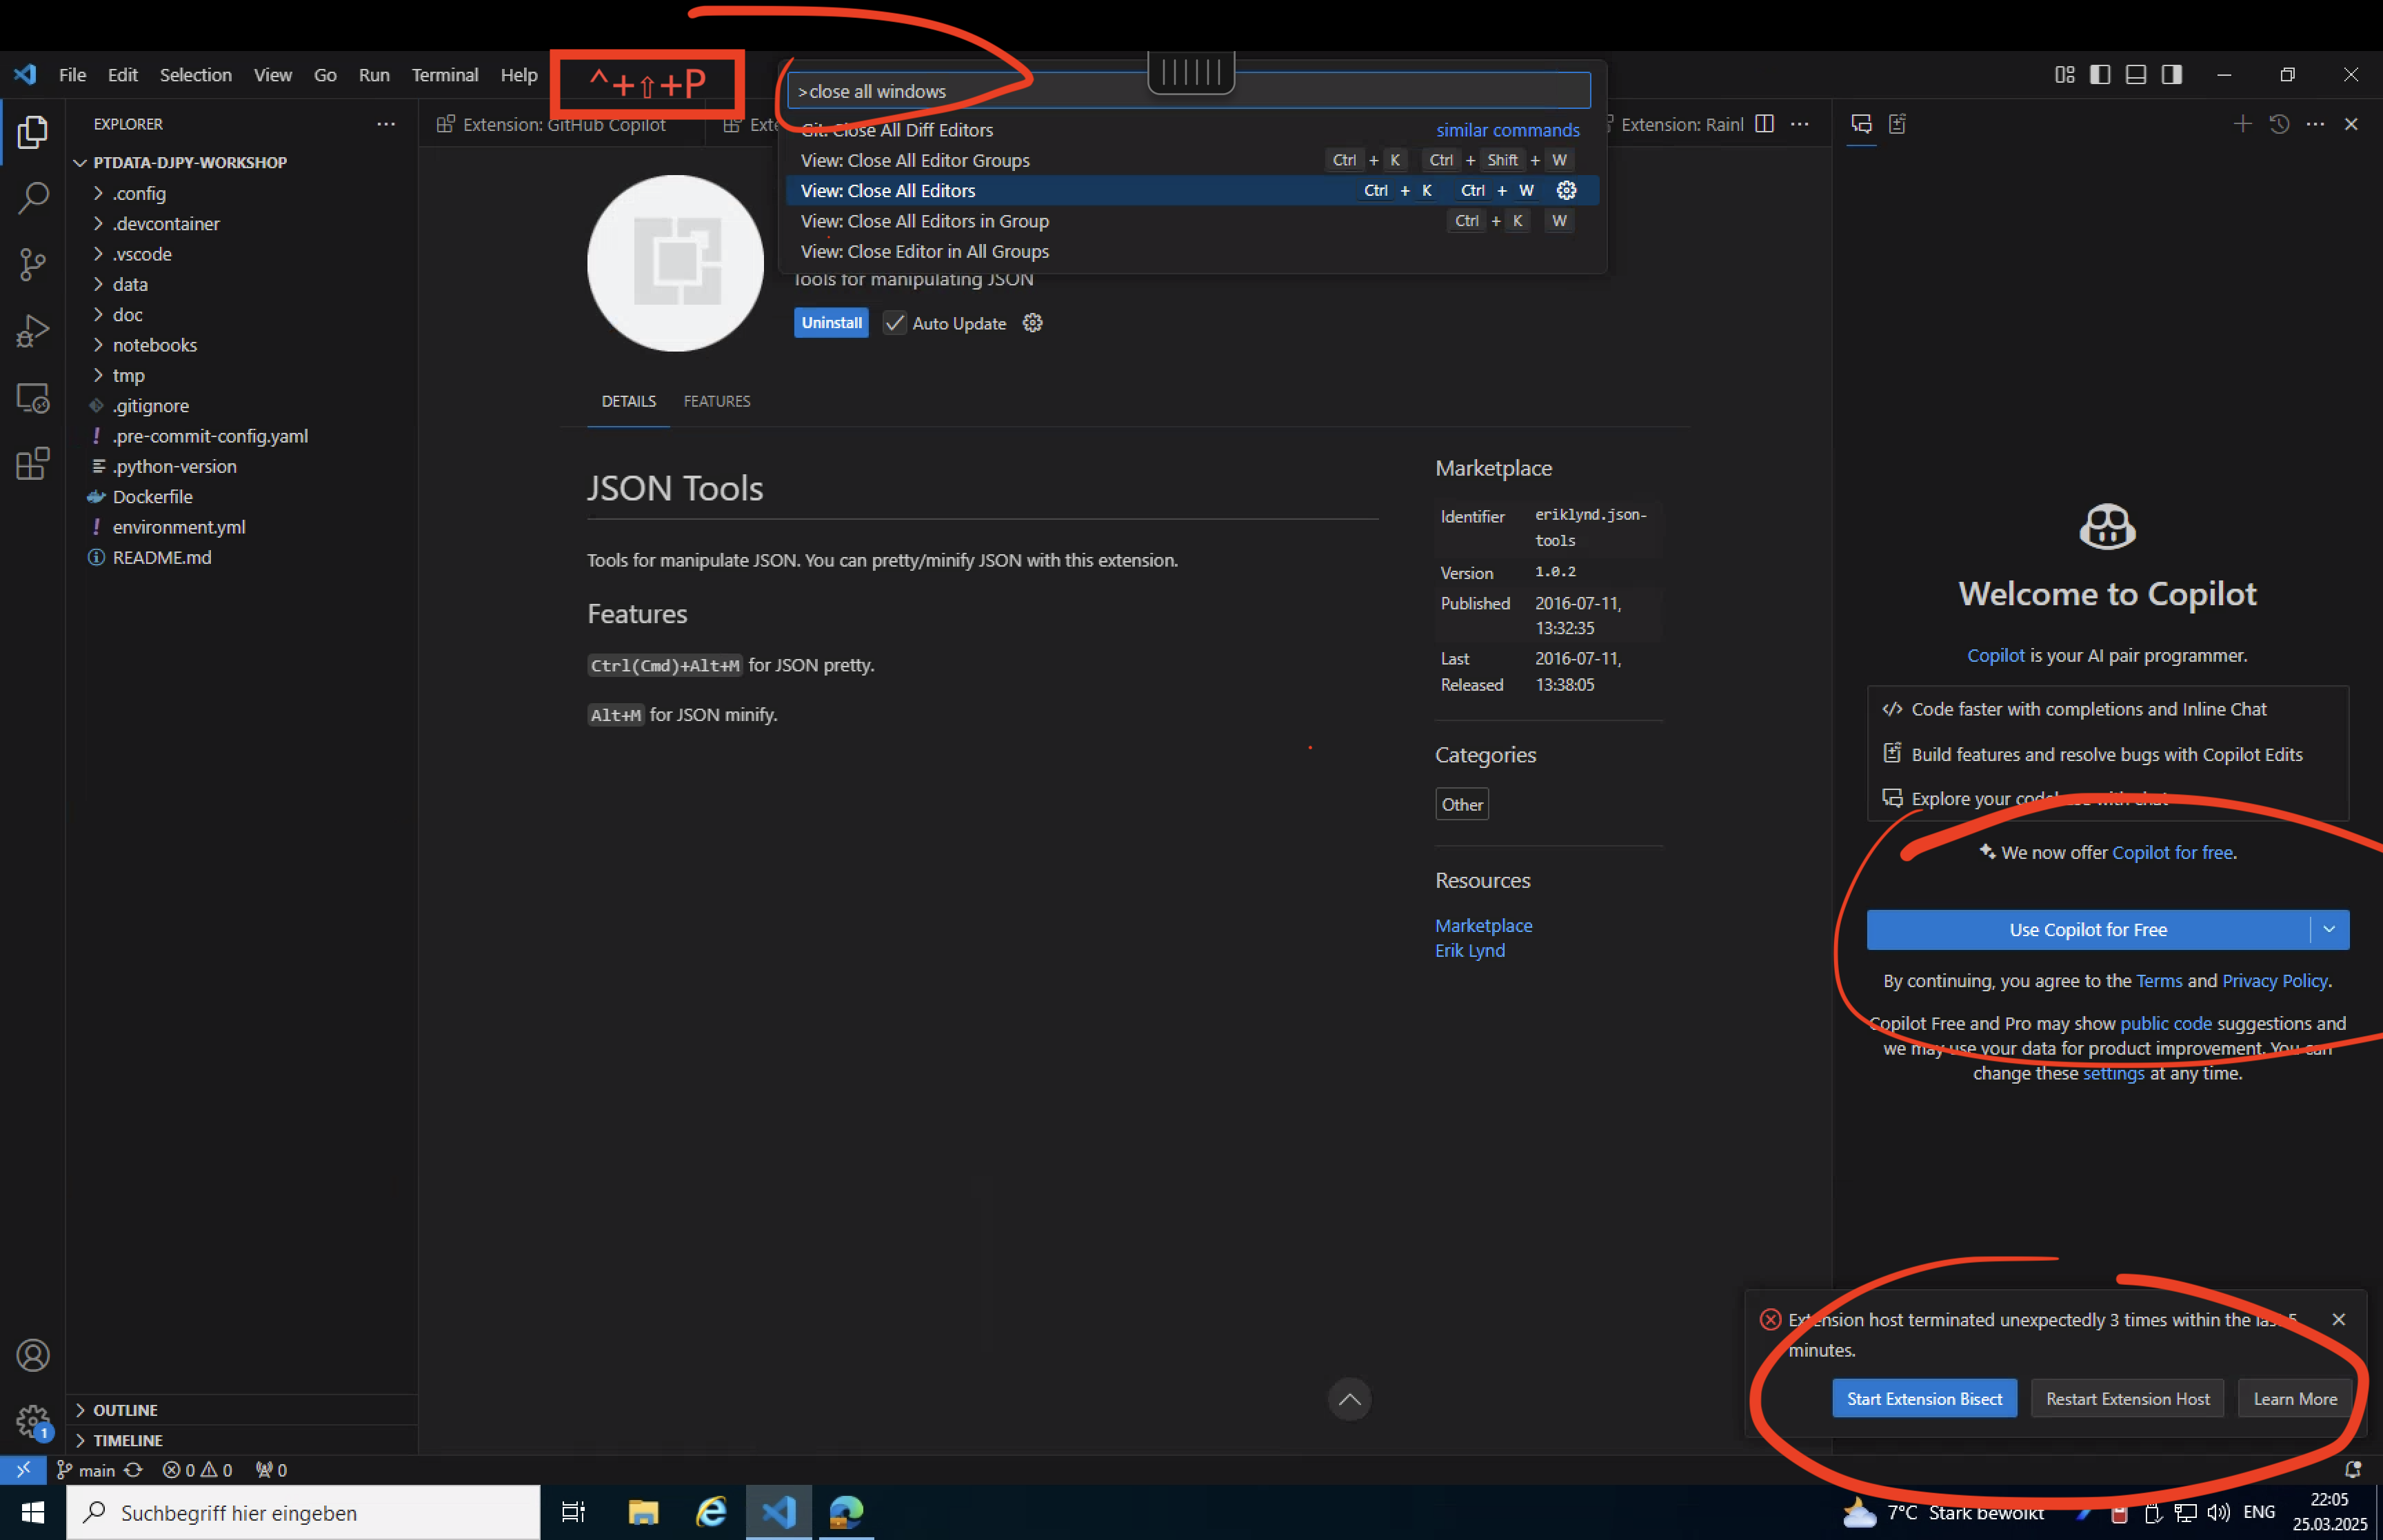 File Edit Selection View Go Run Terminal Help
^+⇧+P
>close all windows
EXPLORER
Extension: GitHub Copilot
Exte
Extension: Rainl
Git: Close All Diff Editors
similar commands
View: Close All Editor Groups
Ctrl + K Ctrl + Shift + W
View: Close All Editors
Ctrl + K Ctrl + W
View: Close All Editors in Group
Ctrl + K W
View: Close Editor in All Groups
PTDATA-DJPY-WORKSHOP
.config
.devcontainer
.vscode
data
doc
notebooks
tmp
.gitignore
.pre-commit-config.yaml
.python-version
Dockerfile
environment.yml
README.md
OUTLINE
TIMELINE
Tools for manipulating JSON
Uninstall
Auto Update
DETAILS FEATURES
JSON Tools
Tools for manipulate JSON. You can pretty/minify JSON with this extension.
Features
Ctrl(Cmd)+Alt+M for JSON pretty.
Alt+M for JSON minify.
Marketplace
Identifier eriklynd.json-
tools
Version 1.0.2
Published 2016-07-11,
13:32:35
Last 2016-07-11,
Released 13:38:05
Categories
Other
Resources
Marketplace
Erik Lynd
Welcome to Copilot
Copilot is your AI pair programmer.
Code faster with completions and Inline Chat
Build features and resolve bugs with Copilot Edits
Explore your codebase with chat
We now offer Copilot for free.
Use Copilot for Free
By continuing, you agree to the Terms and Privacy Policy.
Copilot Free and Pro may show public code suggestions and
we may use your data for product improvement. You can
change these settings at any time.
Extension host terminated unexpectedly 3 times within the last 5
minutes.
Start Extension Bisect
Restart Extension Host
Learn More
1
main 0 0 0
Suchbegriff hier eingeben
7°C Stark bewölkt
ENG
22:05
25.03.2025